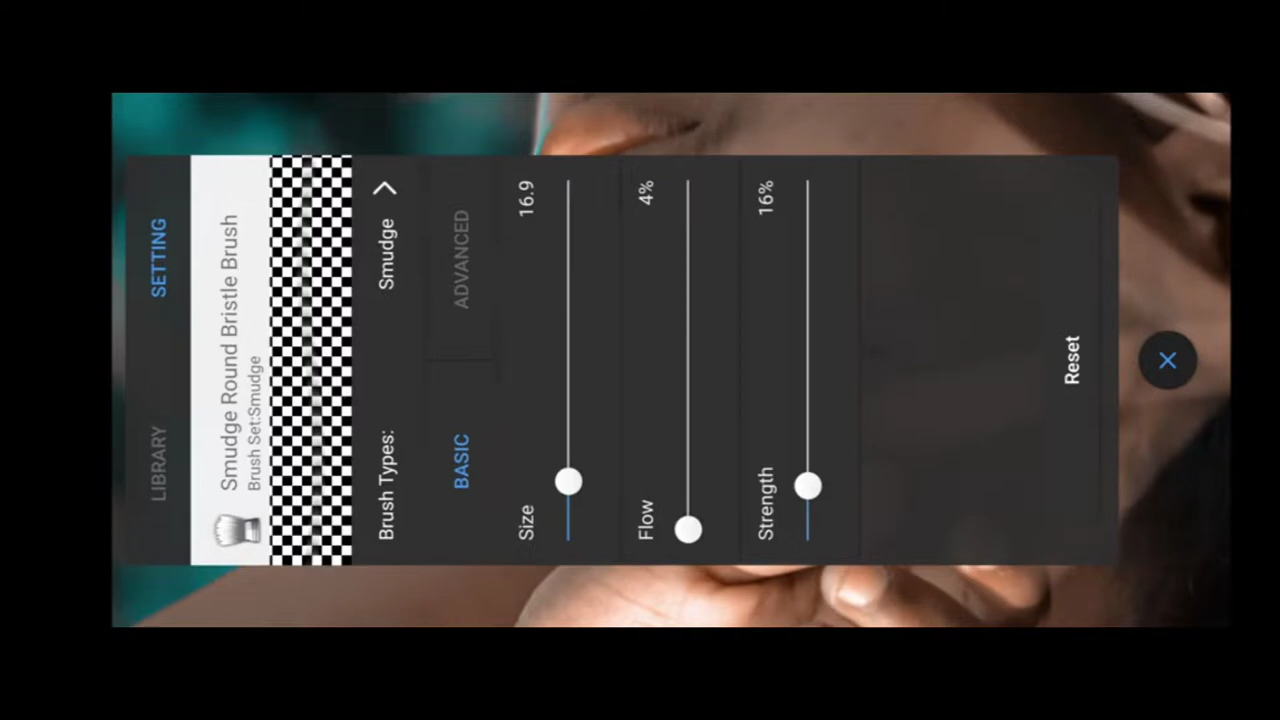 LIBRARY SETTING
Smudge Round Bristle Brush
Brush Set:Smudge
Brush Types: Smudge
BASIC ADVANCED
Size 16.9
Flow 4%
Strength 16%
Reset